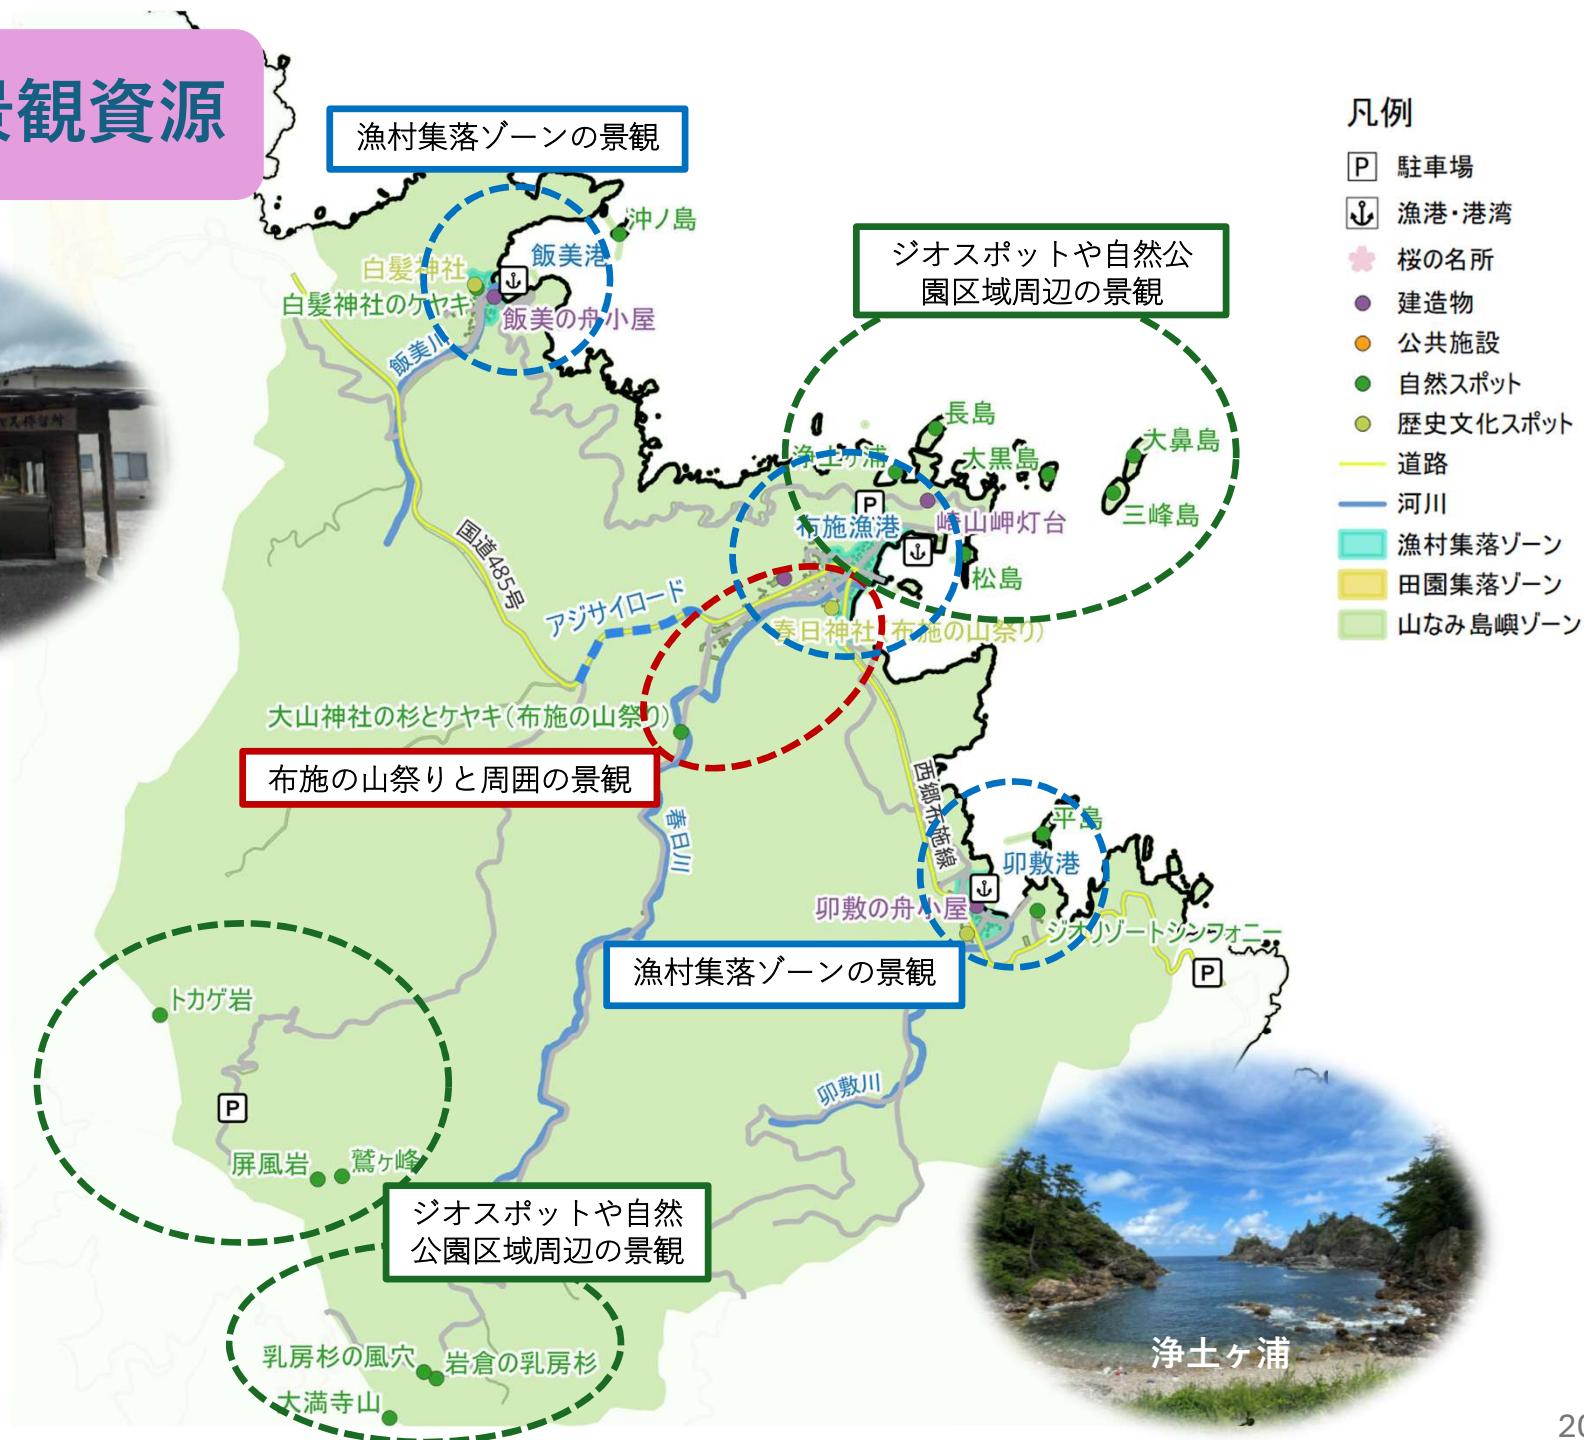 景観資源
漁村集落ゾーンの景観
沖ノ島
飯美港
白髪神社
白髪神社のケヤキ
飯美の舟小屋
飯美川
ジオスポットや自然公
園区域周辺の景観
長島
浄土ヶ浦
大黒島
大鼻島
三峰島
P
布施漁港
崎山岬灯台
松島
国道485号
アジサイロード
春日神社(布施の山祭り)
大山神社の杉とケヤキ(布施の山祭り)
布施の山祭りと周囲の景観
西郷布施線
春日川
平島
卯敷港
卯敷の舟小屋
ジオリゾートシンフォニー
P
漁村集落ゾーンの景観
トカゲ岩
P
卯敷川
屏風岩
鷲ヶ峰
ジオスポットや自然
公園区域周辺の景観
乳房杉の風穴
岩倉の乳房杉
大満寺山
浄土ヶ浦
凡例
P 駐車場
漁港・港湾
桜の名所
建造物
公共施設
自然スポット
歴史文化スポット
道路
河川
漁村集落ゾーン
田園集落ゾーン
山なみ島嶼ゾーン